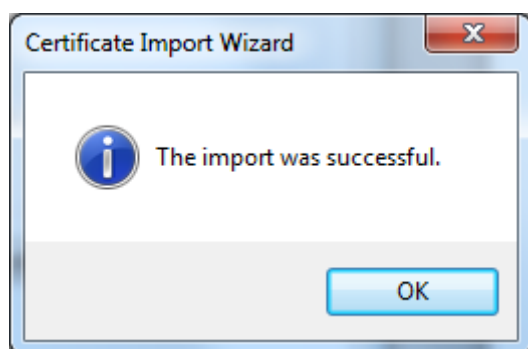 Certificate Import Wizard
The import was successful.
OK